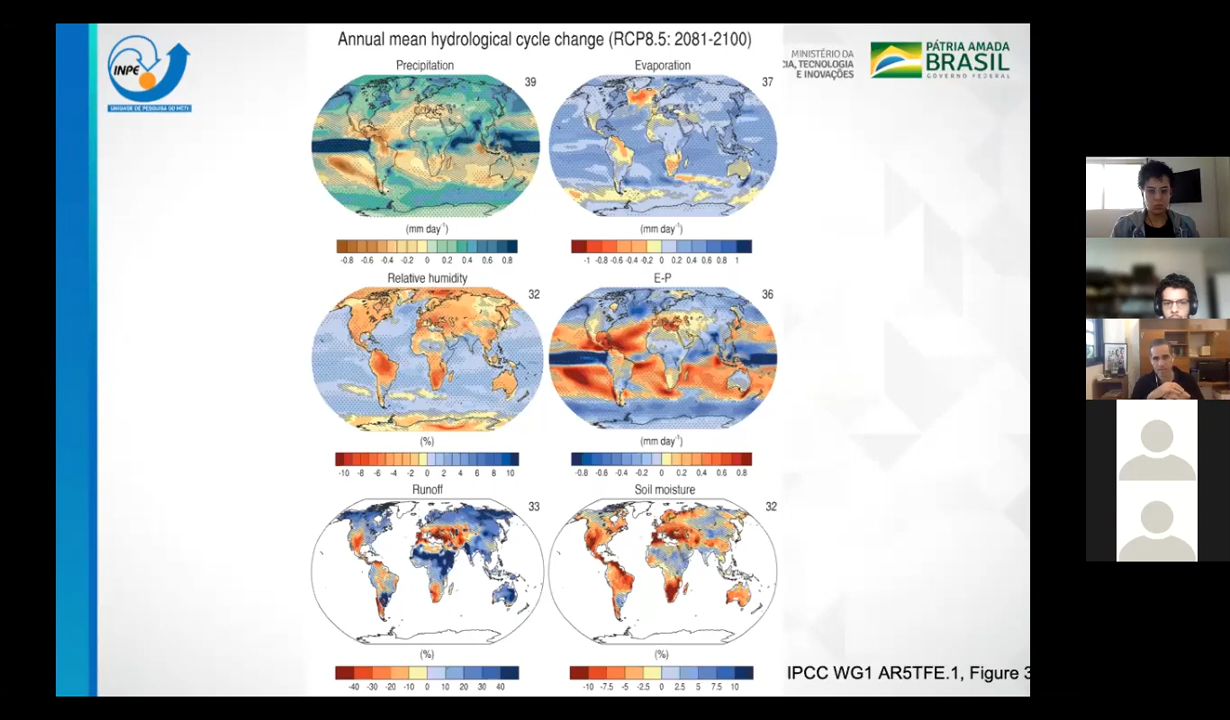 Annual mean hydrological cycle change (RCP8.5: 2081-2100)
INPE
UNIDADE DE PESQUISA DO MCTI
MINISTÉRIO DA
CIA, TECNOLOGIA
E INOVAÇÕES
PÁTRIA AMADA
BRASIL
GOVERNO FEDERAL
Precipitation
39
(mm day⁻¹)
-0.8 -0.6 -0.4 -0.2 0 0.2 0.4 0.6 0.8
Evaporation
37
(mm day⁻¹)
-1 -0.8 -0.6 -0.4 -0.2 0 0.2 0.4 0.6 0.8 1
Relative humidity
32
(%)
-10 -8 -6 -4 -2 0 2 4 6 8 10
E-P
36
(mm day⁻¹)
-0.8 -0.6 -0.4 -0.2 0 0.2 0.4 0.6 0.8
Runoff
33
(%)
-40 -30 -20 -10 0 10 20 30 40
Soil moisture
32
(%)
-10 -7.5 -5 -2.5 0 2.5 5 7.5 10
IPCC WG1 AR5TFE.1, Figure